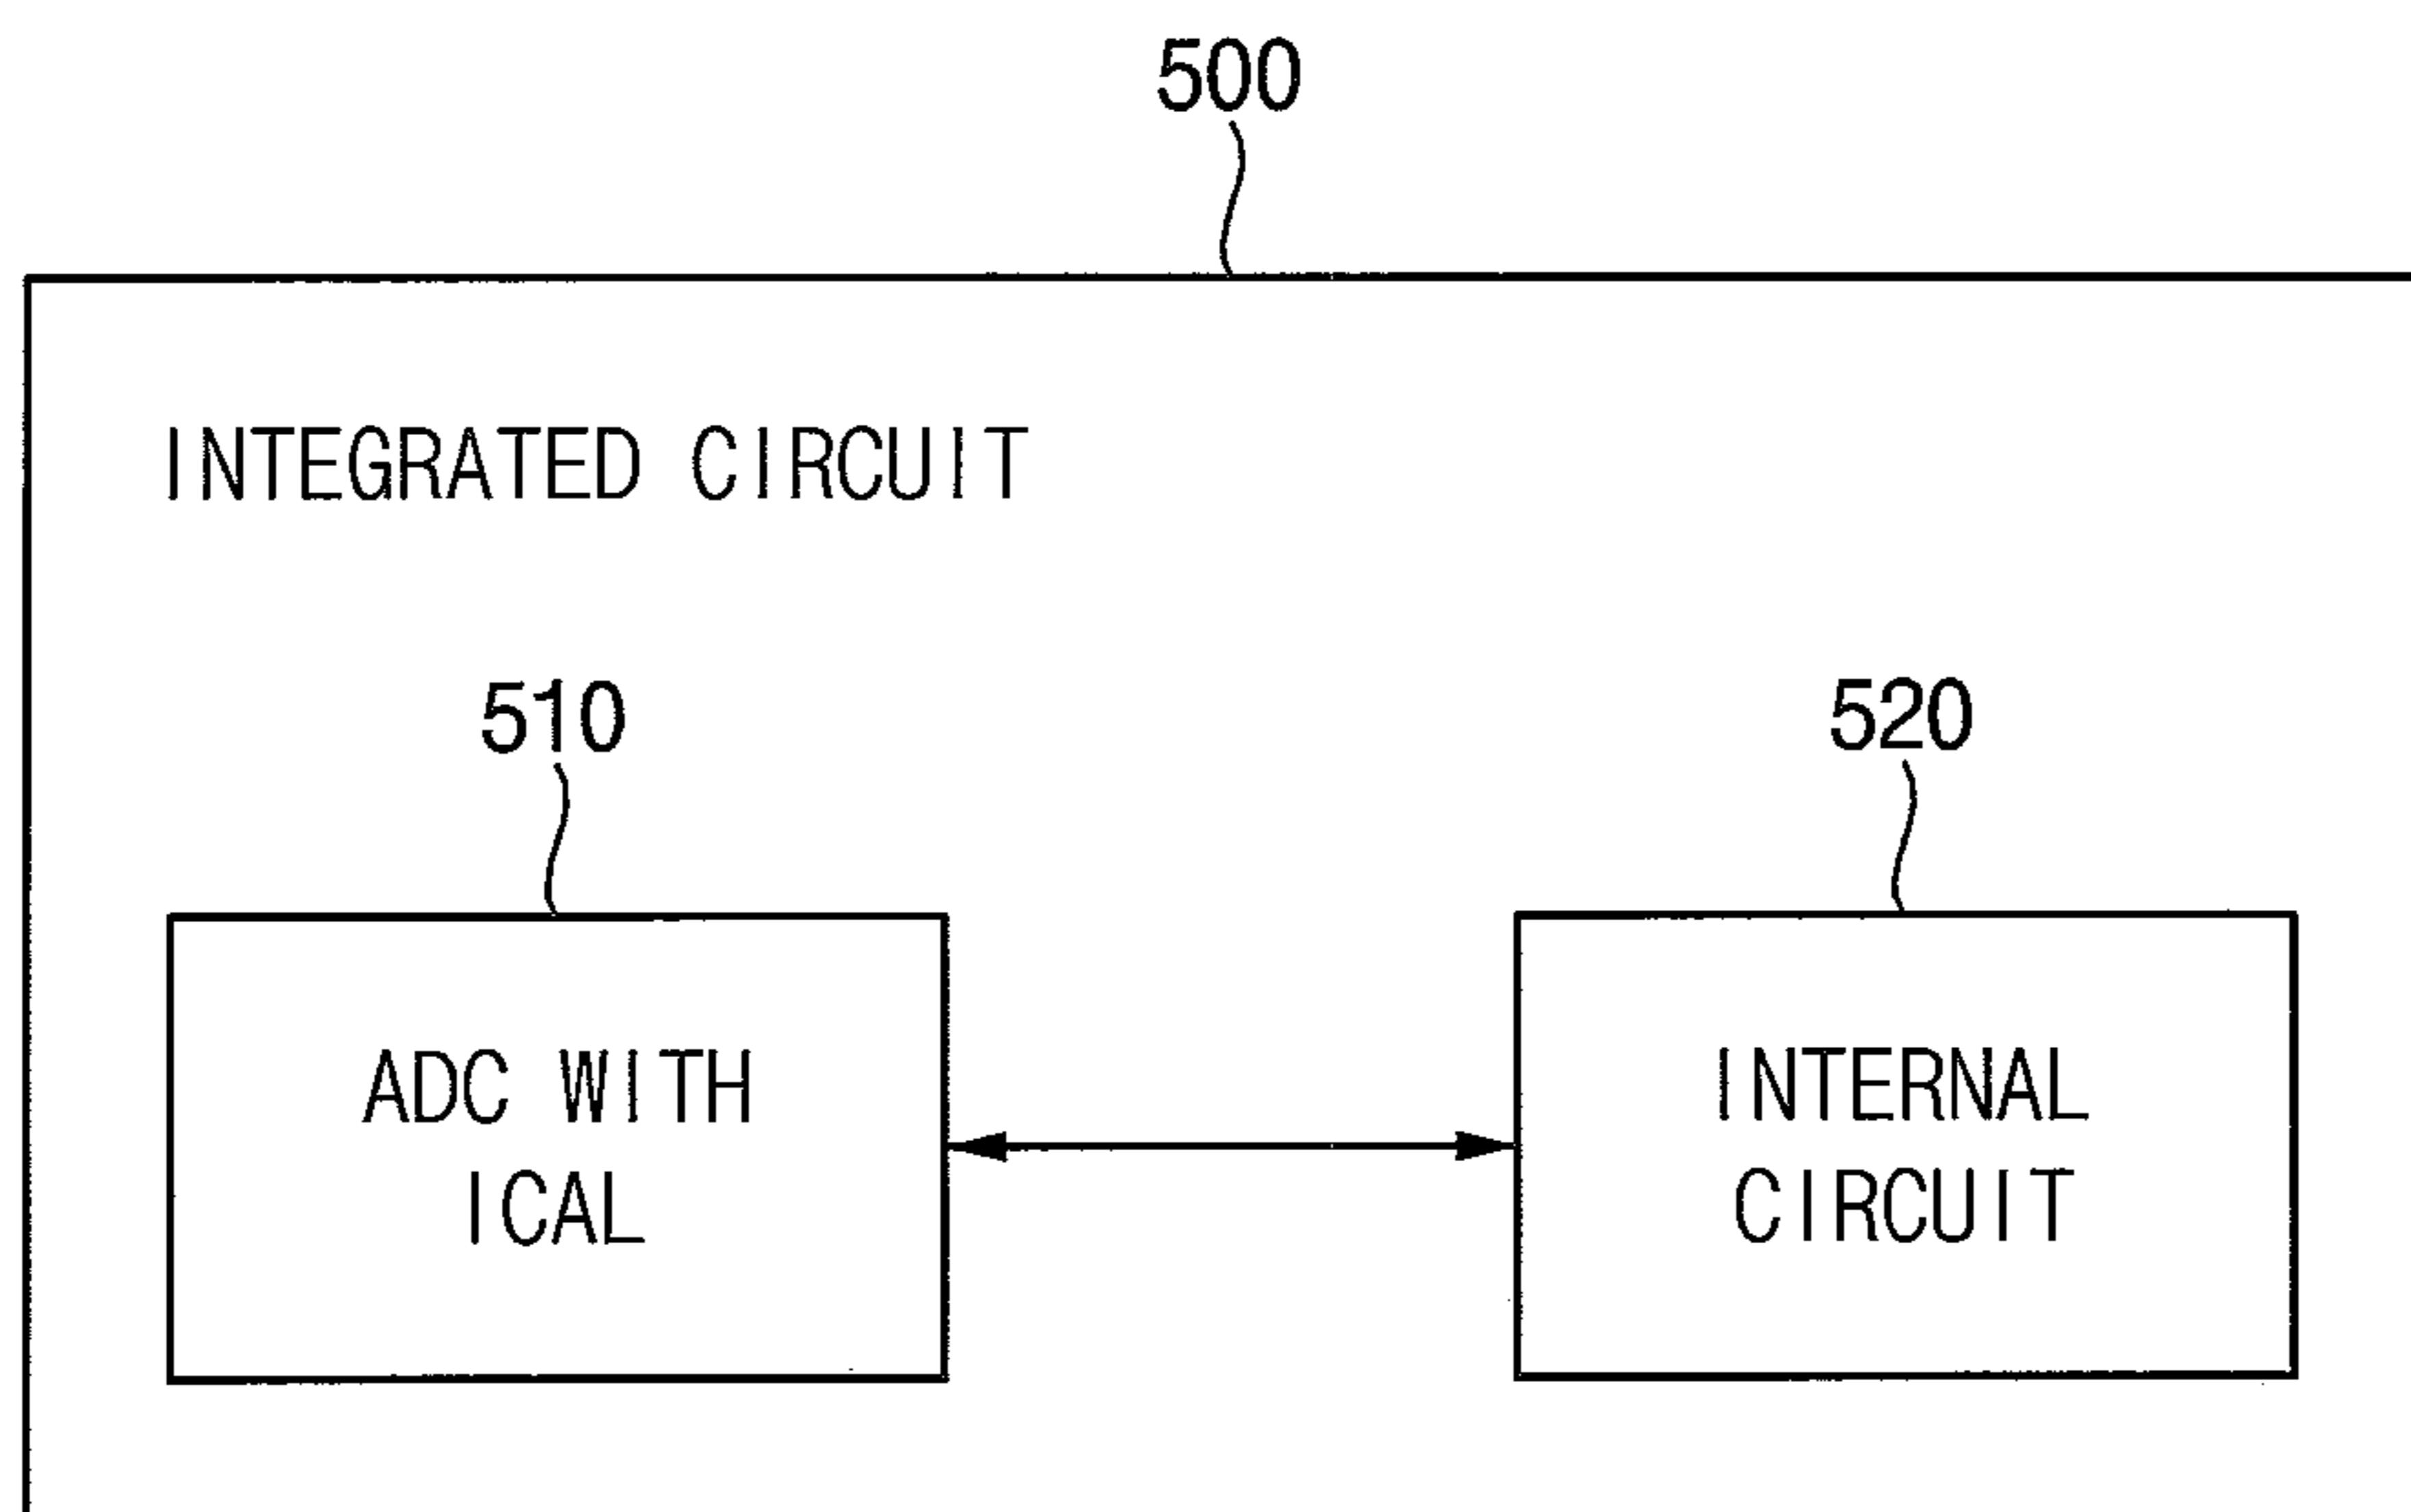 500
INTEGRATED CIRCUIT
510
520
ADC WITH
ICAL
INTERNAL
CIRCUIT